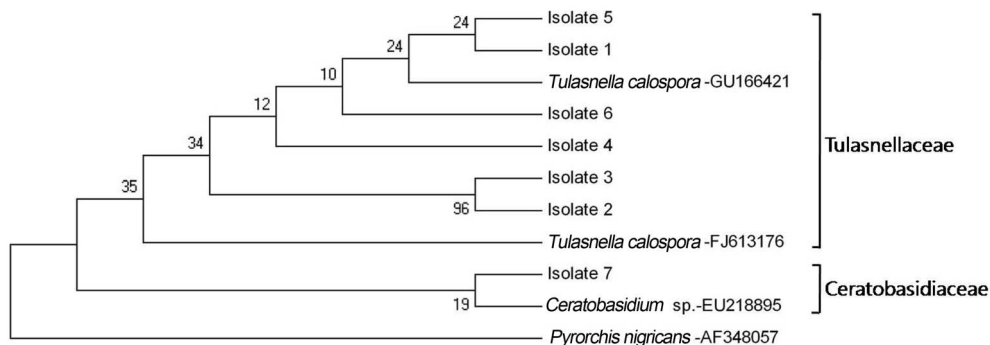 24
Isolate 5
24
Isolate 1
10
Tulasnella calospora -GU166421
12
Isolate 6
34
Isolate 4
Tulasnellaceae
35
Isolate 3
96
Isolate 2
Tulasnella calospora -FJ613176
Isolate 7
Ceratobasidiaceae
19
Ceratobasidium sp.-EU218895
Pyrorchis nigricans -AF348057